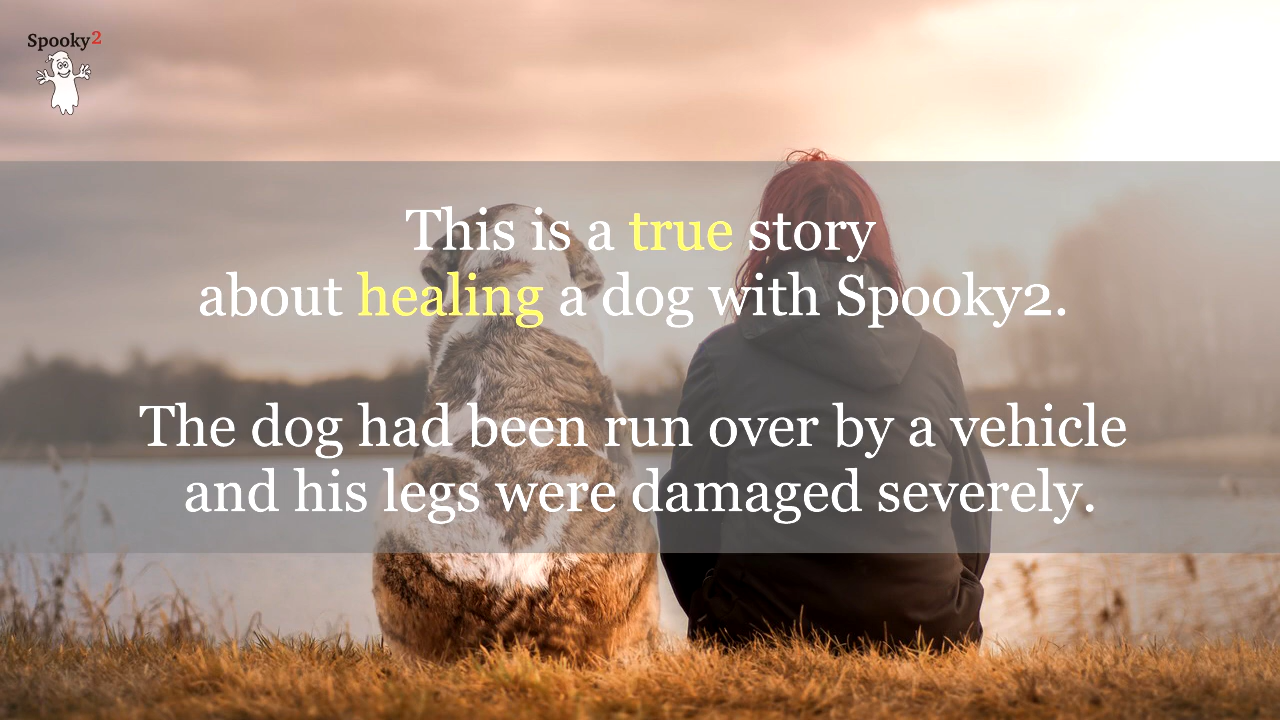 Spooky2
This is a true story
about healing a dog with Spooky2.
The dog had been run over by a vehicle
and his legs were damaged severely.